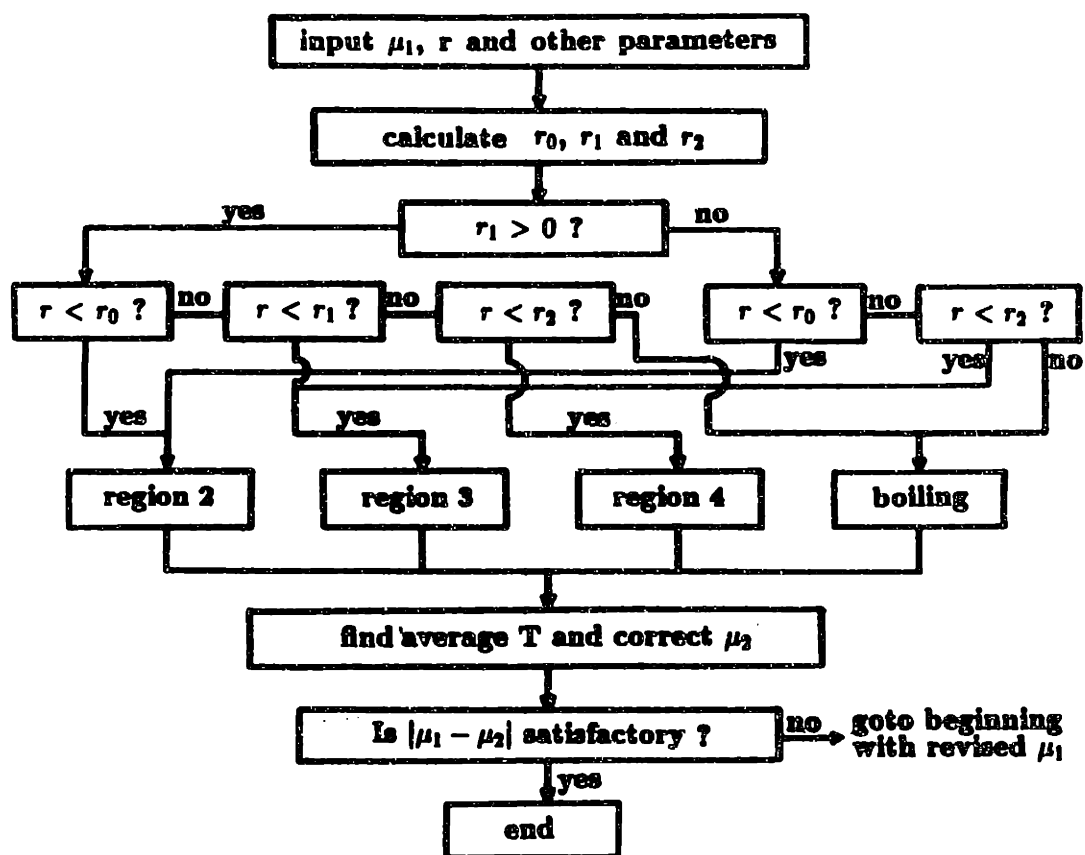 input μ₁, r and other parameters
calculate r₀, r₁ and r₂
yes
r₁ > 0 ?
no
r < r₀ ?
no
r < r₁ ?
no
r < r₂ ?
no
r < r₀ ?
no
r < r₂ ?
yes
yes
no
yes
yes
yes
region 2
region 3
region 4
boiling
find average T and correct μ₂
Is |μ₁ − μ₂| satisfactory ?
no
goto beginning
with revised μ₁
yes
end